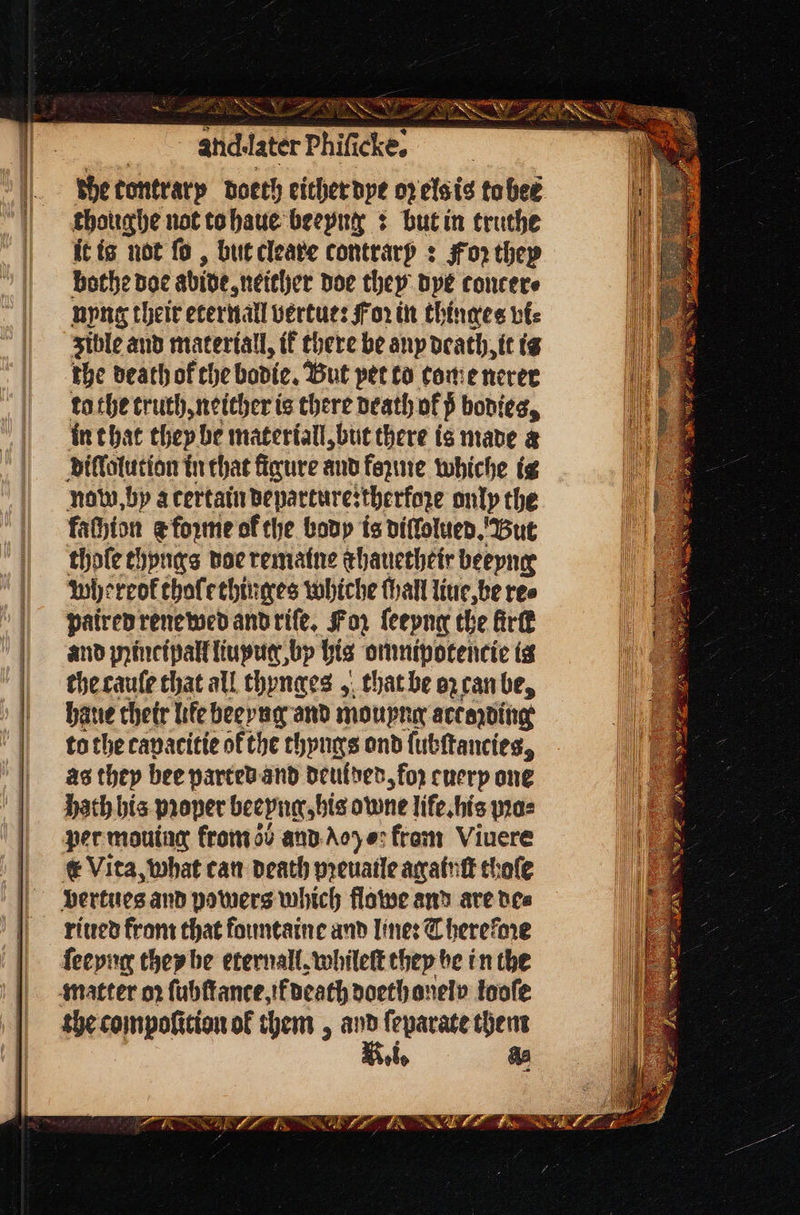 and later Phiſicke.
the contrary doeth either dye or els is to bee
thoughe not to haue beeyng : but in truthe
it is not ſo , but cleare contrary : For they
bothe doe abide, neither doe they dye concer-
nyng their eternall vertue: For in thinges vi-
zible and materiall, if there be any death, it is
the death of the bodie. But yet to come nerer
to the truth, neither is there death of ẏ bodies,
in that they be materiall, but there is made a
diſſolution in that figure and forme whiche is
now, by a certain departure: therfore only the
faſhion & forme of the body is diſſolued. But
thoſe thyngs doe remaine & haue their beeyng
whereof thoſe thinges whiche ſhall liue, be re-
paired renewed and riſe. For ſeeyng the firſt
and principall liuyng, by his omnipotencie is
the cauſe that all thynges , that be or can be,
haue their life beeyng and mouyng according
to the capacitie of the thyngs and ſubſtancies,
as they bee parted and deuided, for euery one
hath his proper beeyng, his owne life, his pro-
per mouing from ὄν and λόγος from Viuere
& Vita, what can death preuaile againſt thoſe
vertues and powers which flowe and are de-
riued from that fountaine and line: Therefore
ſeeyng they be eternall, whileſt they be in the
matter or ſubſtance, if death doeth onely looſe
the compoſition of them , and ſeparate them
As